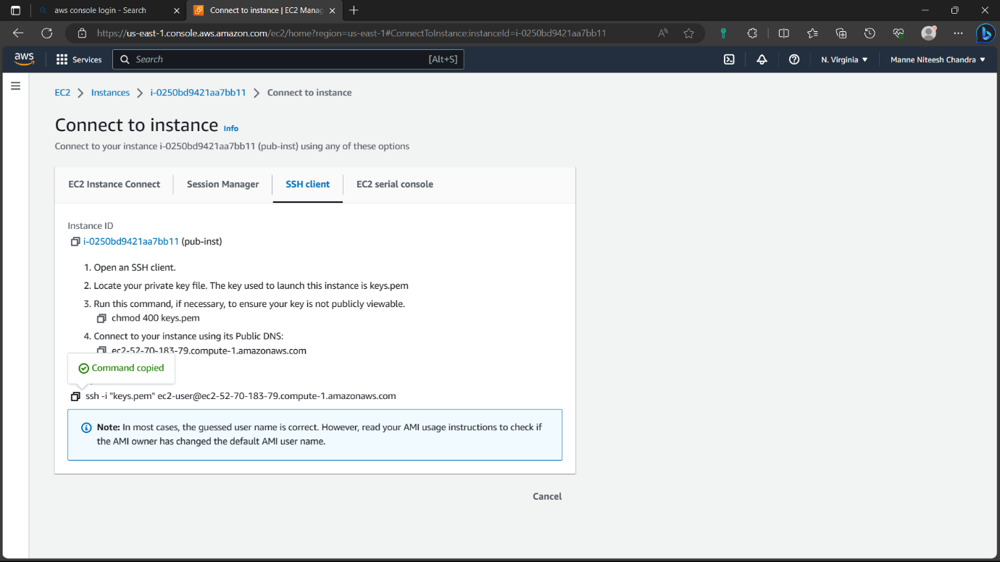 aws console login - Search
Connect to instance | EC2 Manag
https://us-east-1.console.aws.amazon.com/ec2/home?region=us-east-1#ConnectToInstance:instanceId=i-0250bd9421aa7bb11
aws
Services
Search
[Alt+S]
N. Virginia
Manne Niteesh Chandra
EC2
Instances
i-0250bd9421aa7bb11
Connect to instance
Connect to instance Info
Connect to your instance i-0250bd9421aa7bb11 (pub-inst) using any of these options
EC2 Instance Connect
Session Manager
SSH client
EC2 serial console
Instance ID
i-0250bd9421aa7bb11 (pub-inst)
1. Open an SSH client.
2. Locate your private key file. The key used to launch this instance is keys.pem
3. Run this command, if necessary, to ensure your key is not publicly viewable.
chmod 400 keys.pem
4. Connect to your instance using its Public DNS:
ec2-52-70-183-79.compute-1.amazonaws.com
Command copied
ssh -i "keys.pem" ec2-user@ec2-52-70-183-79.compute-1.amazonaws.com
Note: In most cases, the guessed user name is correct. However, read your AMI usage instructions to check if
the AMI owner has changed the default AMI user name.
Cancel